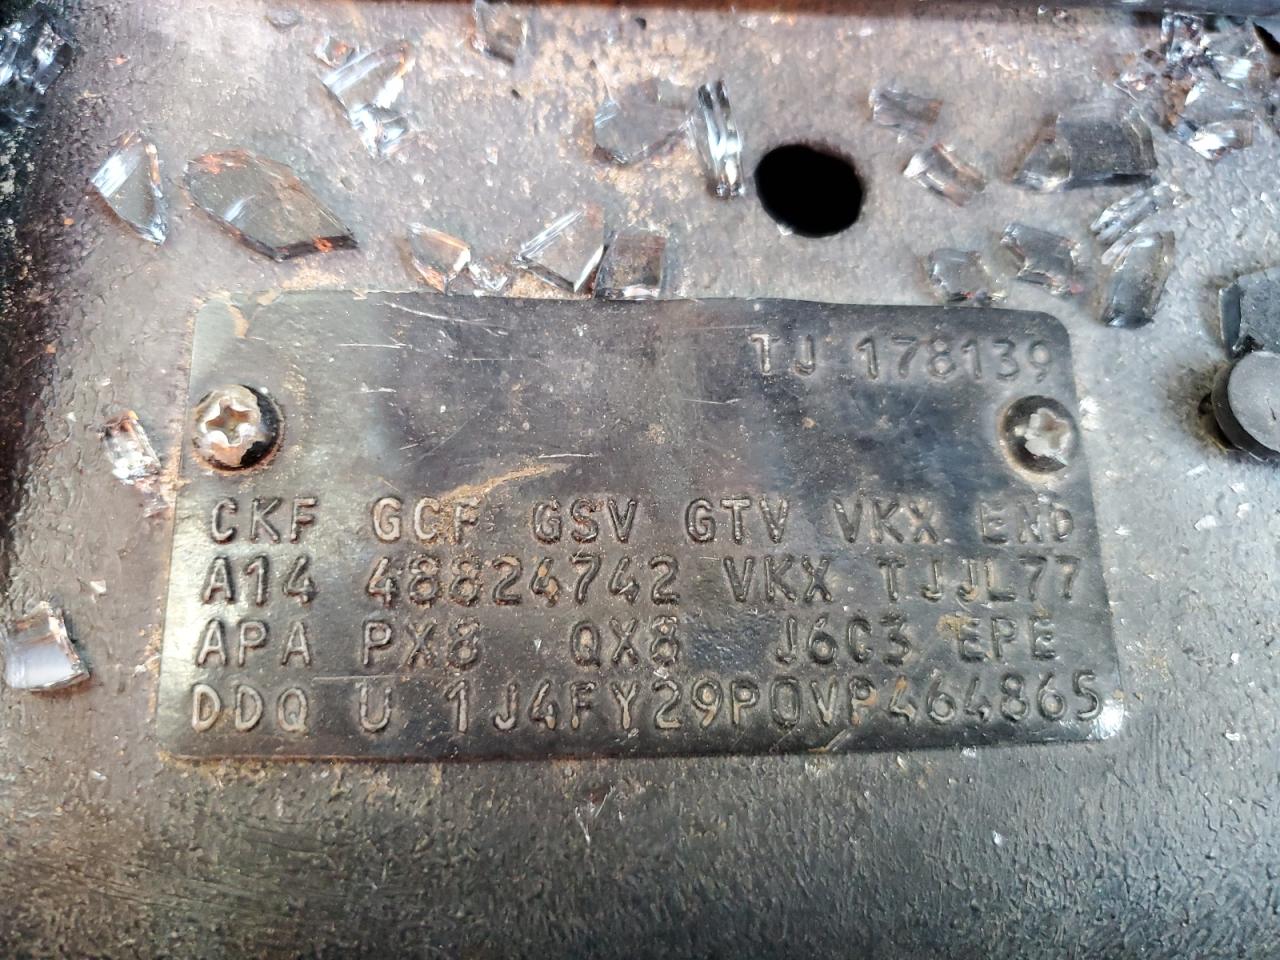 TJ 178139
CKF GCF GSV GTV VKX END
A14 48824742 VKX TJJL77
APA PX8 QX8 J6C3 EPE
DDQ U 1J4FY29P0VP464865